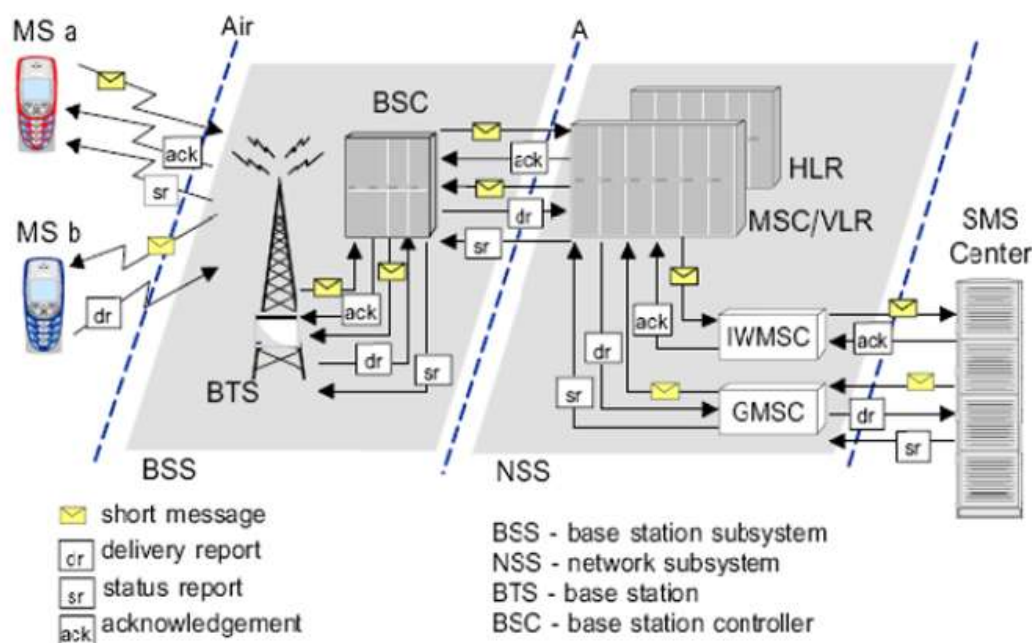 MS a
Air
A
BSC
ack
sr
MS b
dr
ack
dr
sr
HLR
MSC/VLR
SMS
Center
ack
dr
sr
BTS
ack
dr
sr
IWMSC
ack
GMSC
dr
sr
BSS
NSS
short message
dr delivery report
sr status report
ack acknowledgement
BSS - base station subsystem
NSS - network subsystem
BTS - base station
BSC - base station controller